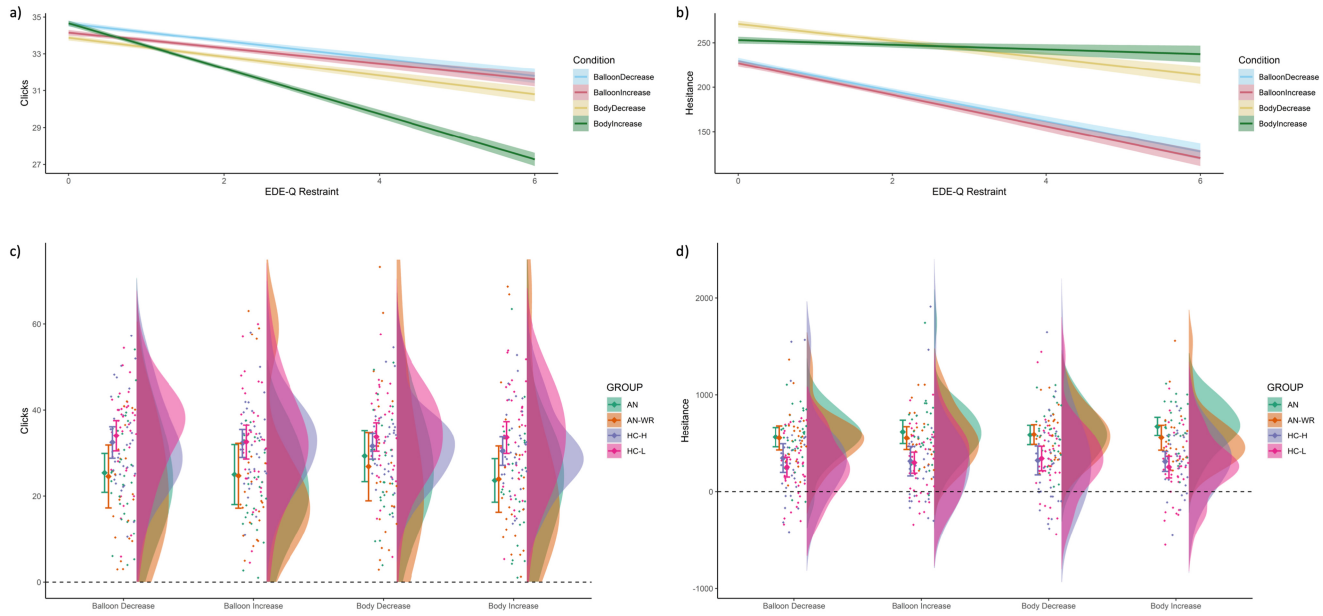 a)
35
33
31
29
27
Clicks
0
2
4
6
EDE-Q Restraint
Condition
BalloonDecrease
BalloonIncrease
BodyDecrease
BodyIncrease
b)
250
200
150
Hesitance
0
2
4
6
EDE-Q Restraint
Condition
BalloonDecrease
BalloonIncrease
BodyDecrease
BodyIncrease
c)
60
40
20
0
Clicks
Balloon Decrease
Balloon Increase
Body Decrease
Body Increase
GROUP
AN
AN-WR
HC-H
HC-L
d)
2000
1000
0
-1000
Hesitance
Balloon Decrease
Balloon Increase
Body Decrease
Body Increase
GROUP
AN
AN-WR
HC-H
HC-L